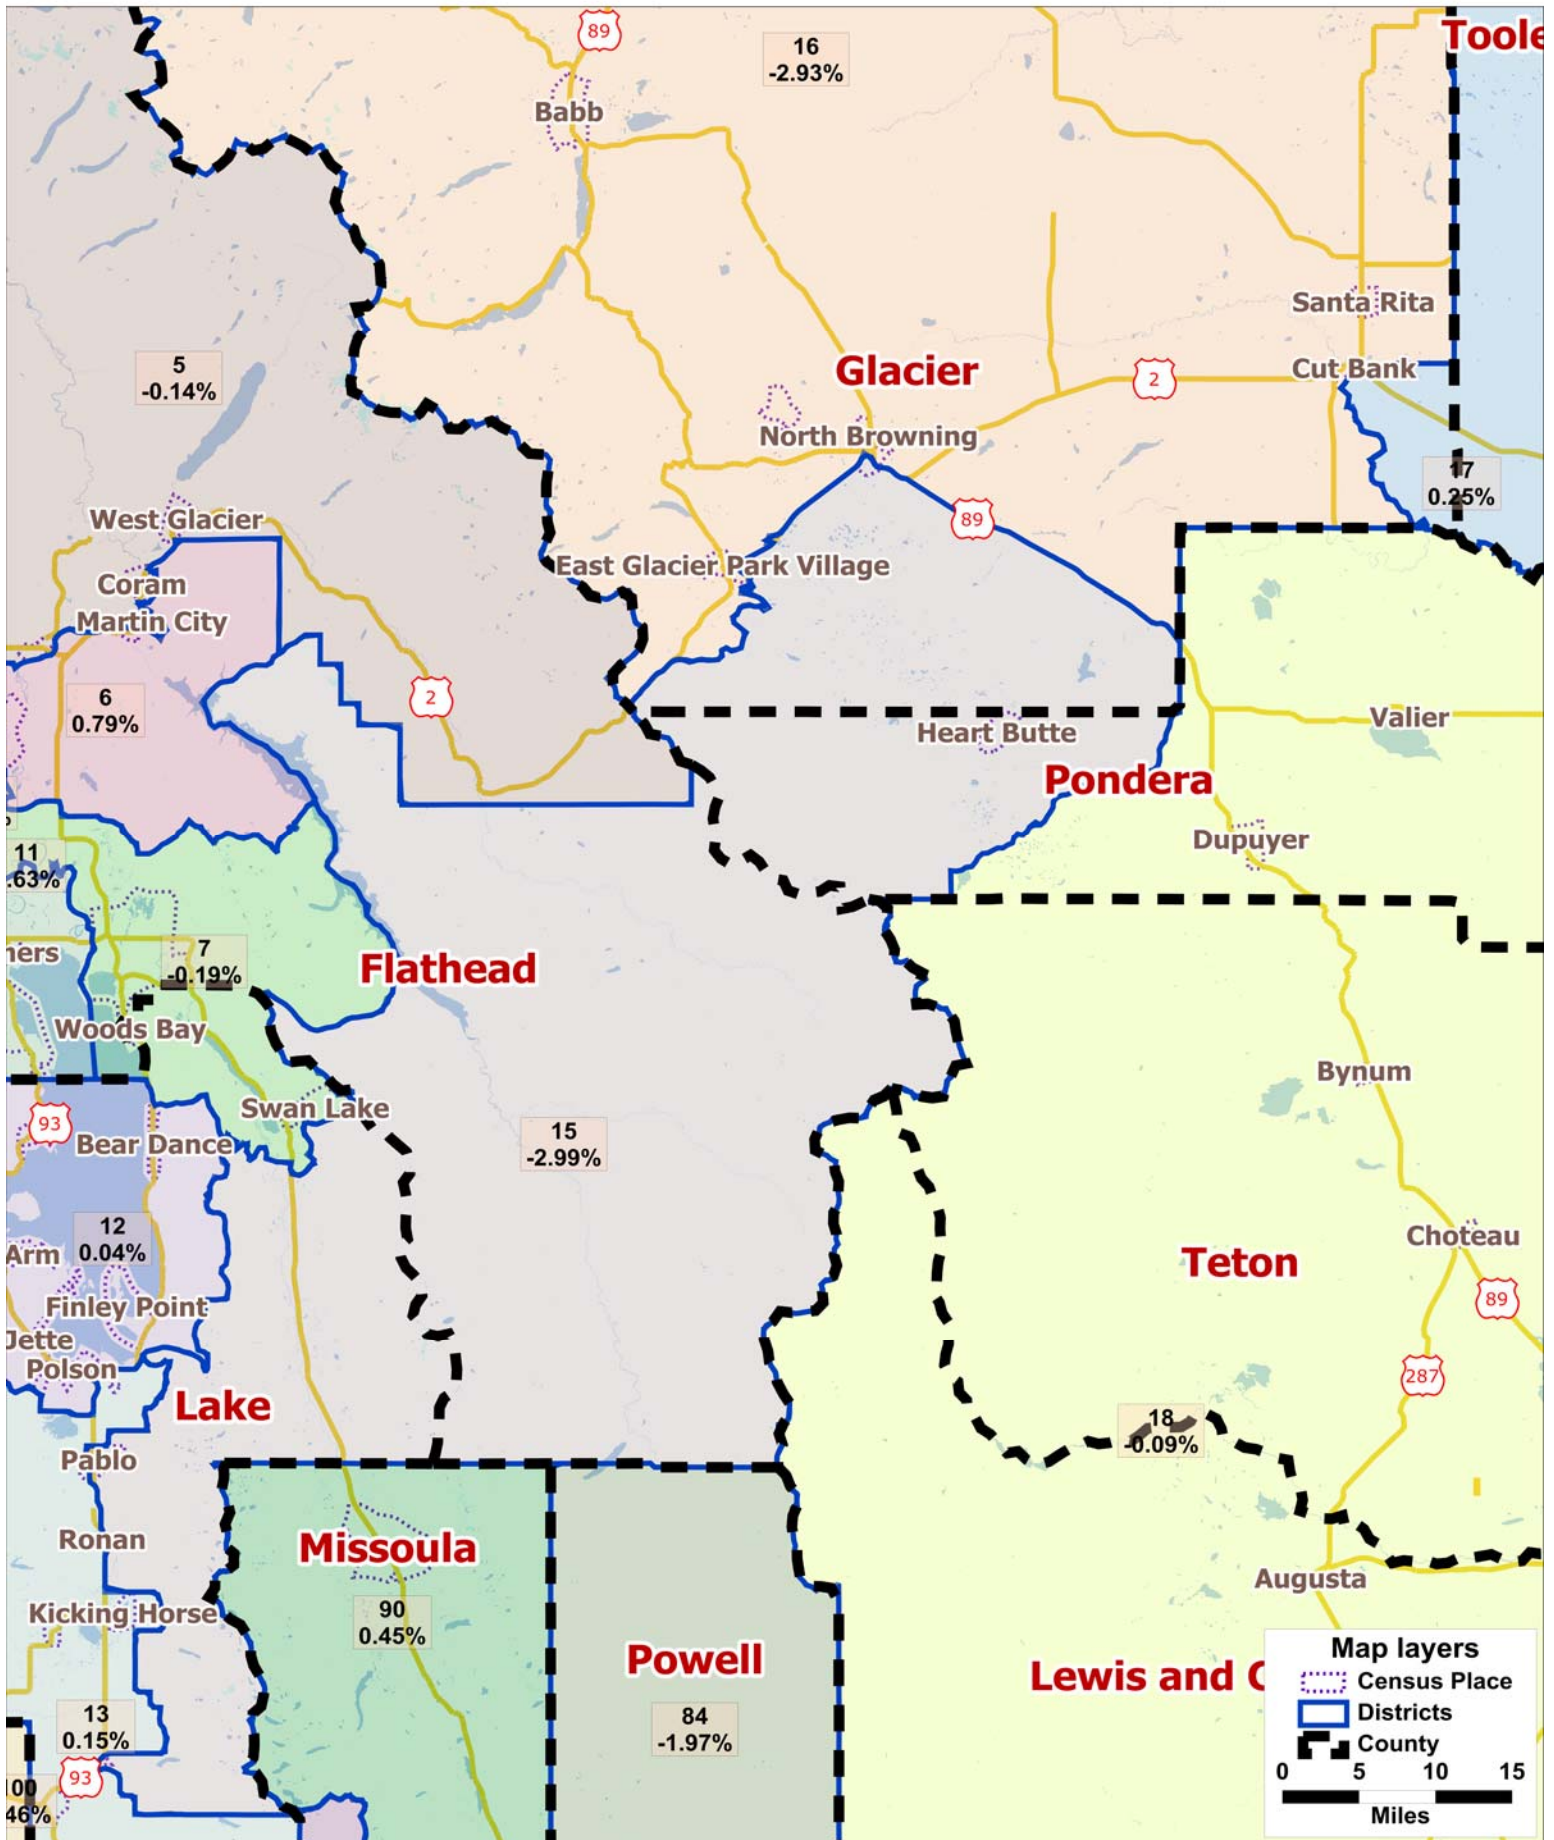 89
16
-2.93%
Toole
Babb
Santa Rita
5
-0.14%
Glacier
2
Cut Bank
North Browning
17
0.25%
West Glacier
89
East Glacier Park Village
Coram
Martin City
6
0.79%
2
Heart Butte
Valier
Pondera
Dupuyer
11
.63%
7
-0.19%
ners
Flathead
Woods Bay
Bynum
93
Swan Lake
Bear Dance
15
-2.99%
12
0.04%
Arm
Choteau
Teton
Finley Point
89
Jette
Polson
287
Lake
18
-0.09%
Pablo
Ronan
Missoula
Augusta
Kicking Horse
90
0.45%
Powell
Lewis and C
13
0.15%
84
-1.97%
93
00
46%
Map layers
Census Place
Districts
County
0 5 10 15
Miles